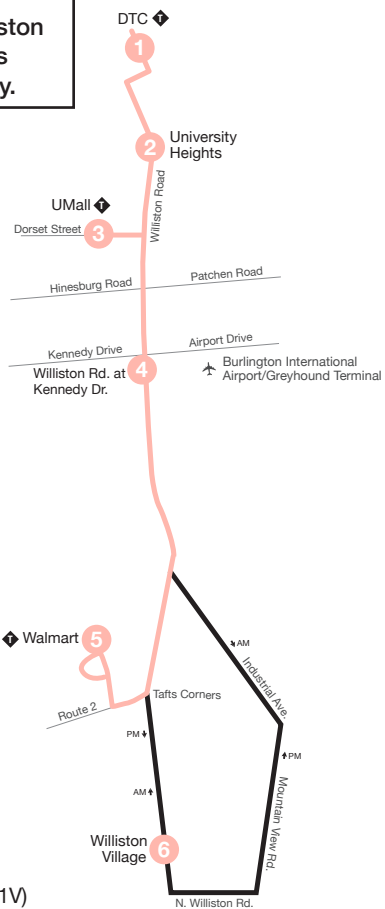 iston
s
y.
DTC T
1
2
University
Heights
Williston Road
UMall T
Dorset Street
3
Hinesburg Road
Patchen Road
Kennedy Drive
Airport Drive
4
Williston Rd. at
Kennedy Dr.
Burlington International
Airport/Greyhound Terminal
AM
Industrial Ave.
T Walmart
5
Tafts Corners
Route 2
PM
PM
AM
Mountain View Rd.
Williston
Village
6
N. Williston Rd.
1V)